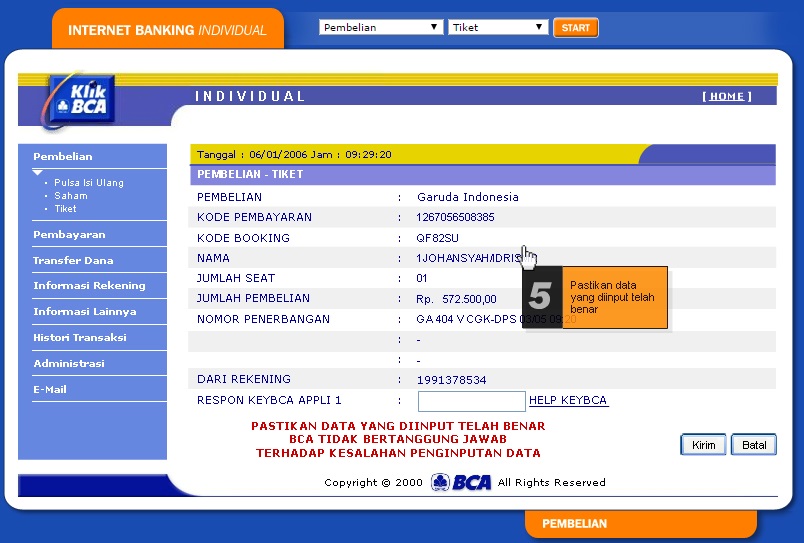 INTERNET BANKING INDIVIDUAL
Pembelian Tiket START
Klik BCA
INDIVIDUAL [ HOME ]
Pembelian
• Pulsa Isi Ulang
• Saham
• Tiket
Pembayaran
Transfer Dana
Informasi Rekening
Informasi Lainnya
Histori Transaksi
Administrasi
E-Mail
Tanggal : 06/01/2006 Jam : 09:29:20
PEMBELIAN - TIKET
PEMBELIAN : Garuda Indonesia
KODE PEMBAYARAN : 1267056508385
KODE BOOKING : QF82SU
NAMA : 1JOHANSYAH/IDRIS
JUMLAH SEAT : 01
JUMLAH PEMBELIAN : Rp. 572.500,00
NOMOR PENERBANGAN : GA 404 V CGK-DPS 03/05 09:20
: -
: -
DARI REKENING : 1991378534
RESPON KEYBCA APPLI 1 : HELP KEYBCA
5
Pastikan data
yang diinput telah
benar
PASTIKAN DATA YANG DIINPUT TELAH BENAR
BCA TIDAK BERTANGGUNG JAWAB
TERHADAP KESALAHAN PENGINPUTAN DATA
Kirim Batal
Copyright © 2000 BCA All Rights Reserved
PEMBELIAN